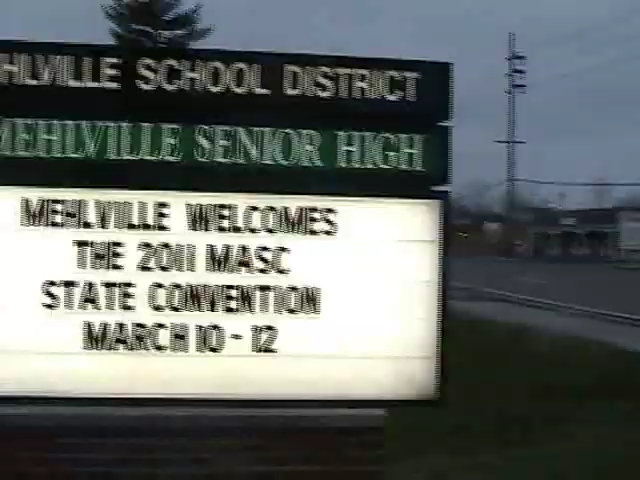 HLVILLE SCHOOL DISTRICT
MEHLVILLE SENIOR HIGH
MEHLVILLE WELCOMES
THE 2011 MASC
STATE CONVENTION
MARCH 10-12